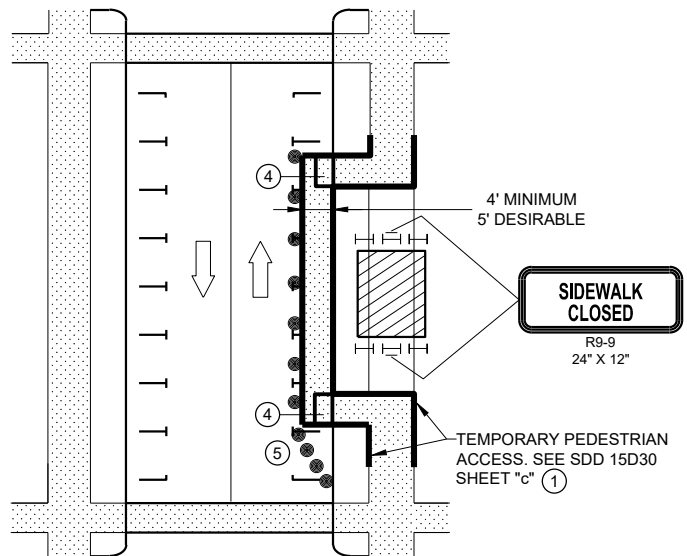 4
4' MINIMUM
5' DESIRABLE
SIDEWALK
CLOSED
R9-9
24" X 12"
4
5
TEMPORARY PEDESTRIAN
ACCESS. SEE SDD 15D30
SHEET "c" 1